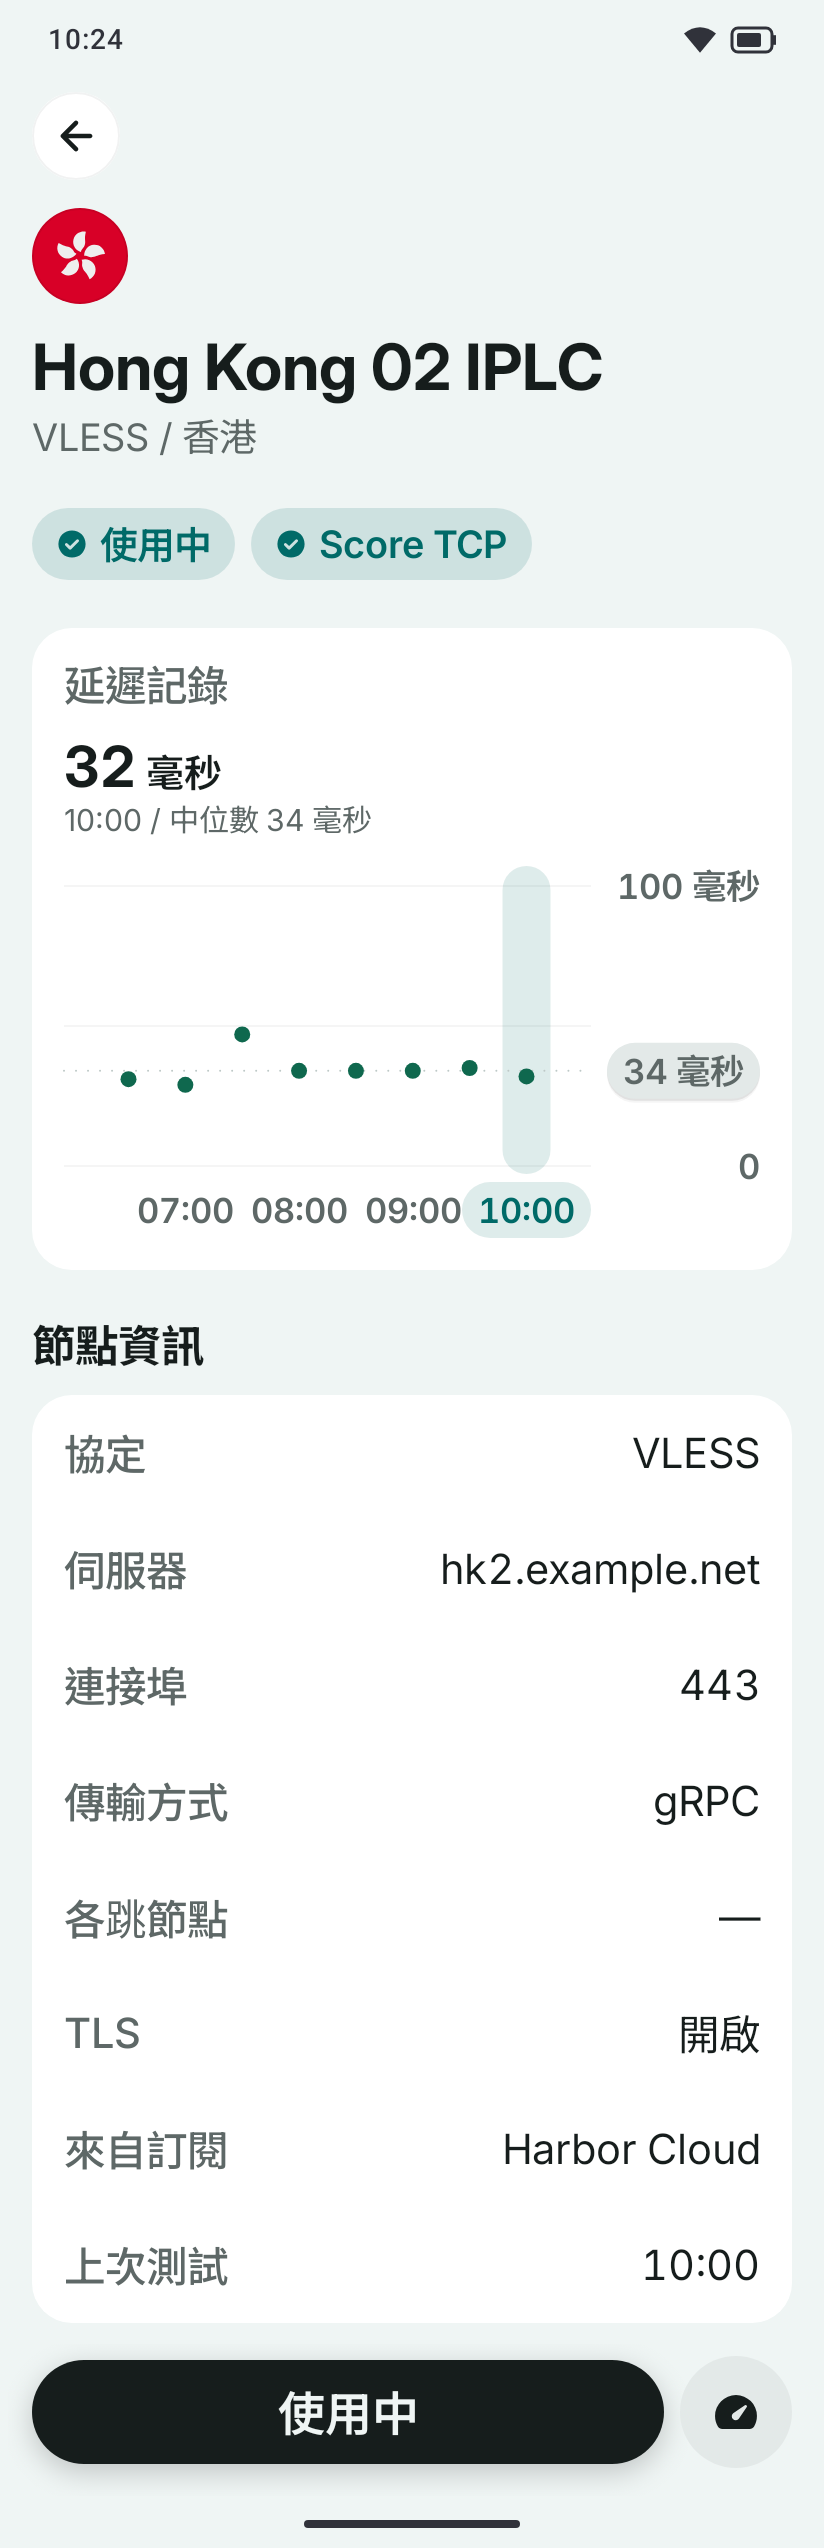 10:24
Hong Kong 02 IPLC
VLESS / 香港
使用中
Score TCP
延遲記錄
32 毫秒
10:00 / 中位數 34 毫秒
100 毫秒
34 毫秒
0
07:00 08:00 09:00 10:00
節點資訊
協定 VLESS
伺服器 hk2.example.net
連接埠 443
傳輸方式 gRPC
各跳節點 —
TLS 開啟
來自訂閱 Harbor Cloud
上次測試 10:00
使用中